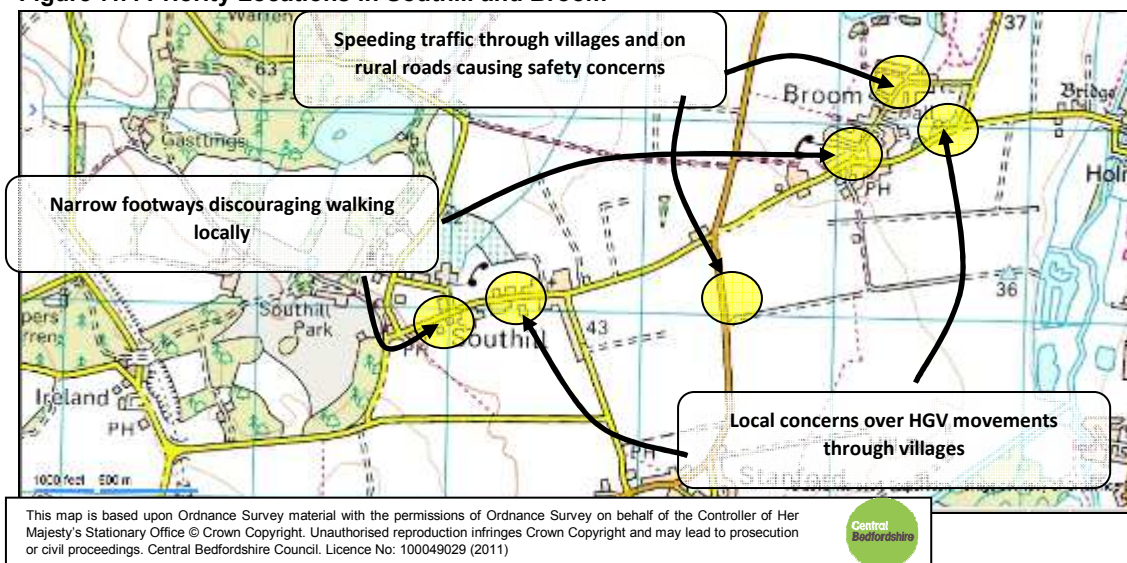 Warren
37
63
Speeding traffic through villages and on
rural roads causing safety concerns
Broom
Bridge
Gastlings
PH
Narrow footways discouraging walking
locally
Southill
Park
43
36
Southill
Ireland
PH
Local concerns over HGV movements
through villages
PH
Stanford
1000 feet 500 m
This map is based upon Ordnance Survey material with the permissions of Ordnance Survey on behalf of the Controller of Her
Majesty's Stationary Office © Crown Copyright. Unauthorised reproduction infringes Crown Copyright and may lead to prosecution
or civil proceedings. Central Bedfordshire Council. Licence No: 100049029 (2011)
Central
Bedfordshire